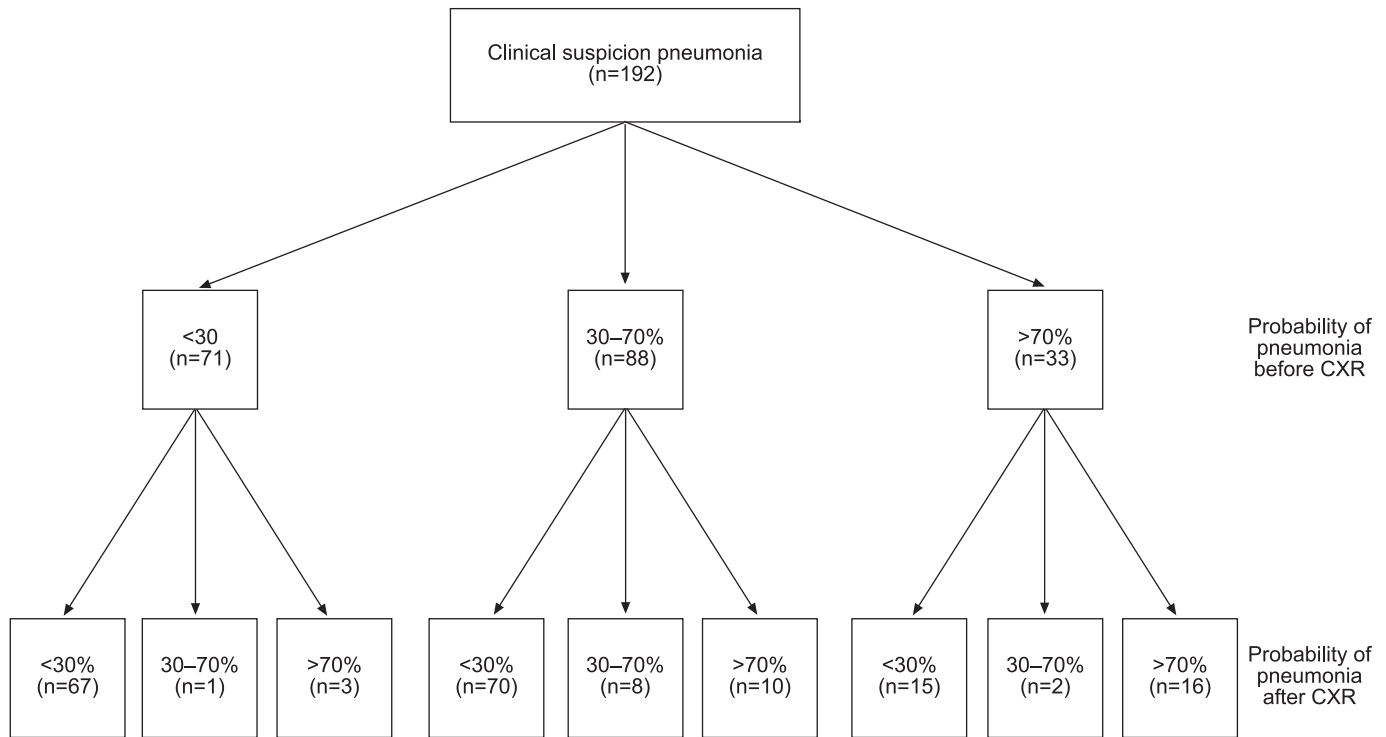 Clinical suspicion pneumonia
(n=192)
<30
(n=71)
30–70%
(n=88)
>70%
(n=33)
Probability of
pneumonia
before CXR
<30%
(n=67)
30–70%
(n=1)
>70%
(n=3)
<30%
(n=70)
30–70%
(n=8)
>70%
(n=10)
<30%
(n=15)
30–70%
(n=2)
>70%
(n=16)
Probability of
pneumonia
after CXR